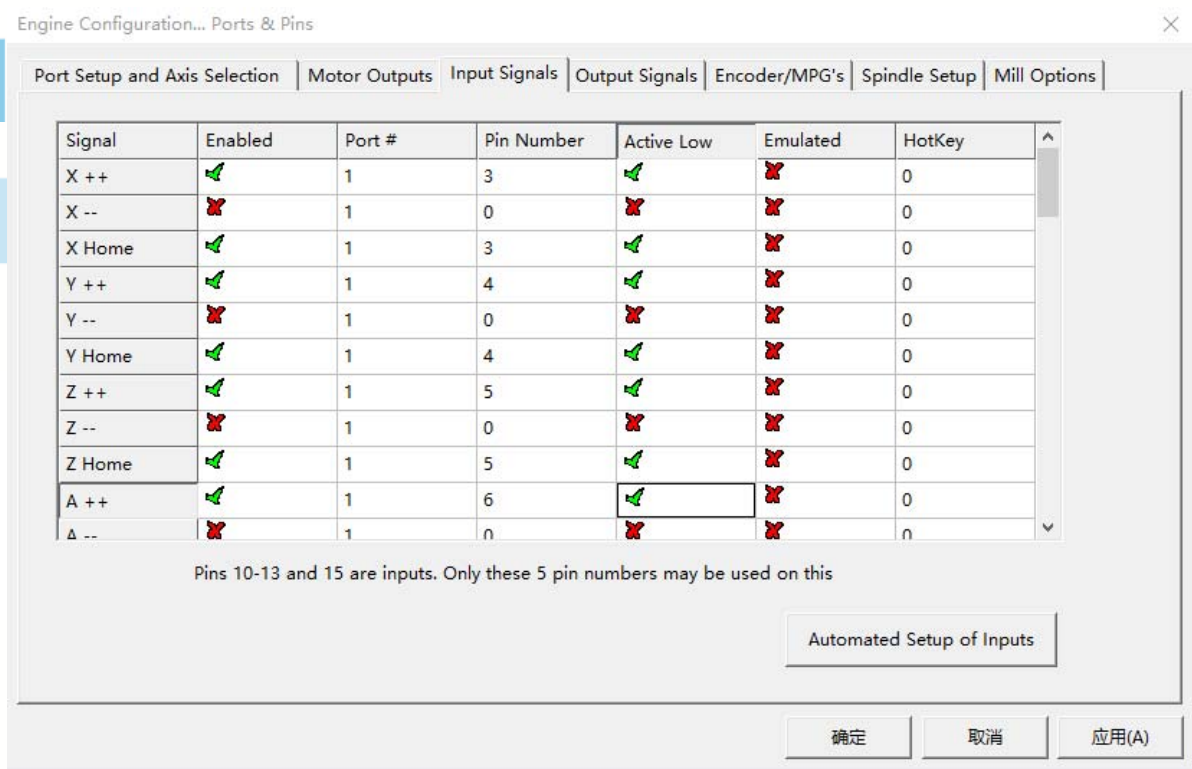 Engine Configuration... Ports & Pins
Port Setup and Axis Selection Motor Outputs Input Signals Output Signals Encoder/MPG's Spindle Setup Mill Options
Signal Enabled Port # Pin Number Active Low Emulated HotKey
X ++ 1 3 0
X -- 1 0 0
X Home 1 3 0
Y ++ 1 4 0
Y -- 1 0 0
Y Home 1 4 0
Z ++ 1 5 0
Z -- 1 0 0
Z Home 1 5 0
A ++ 1 6 0
A -- 1 0 0
Pins 10-13 and 15 are inputs. Only these 5 pin numbers may be used on this
Automated Setup of Inputs
确定 取消 应用(A)